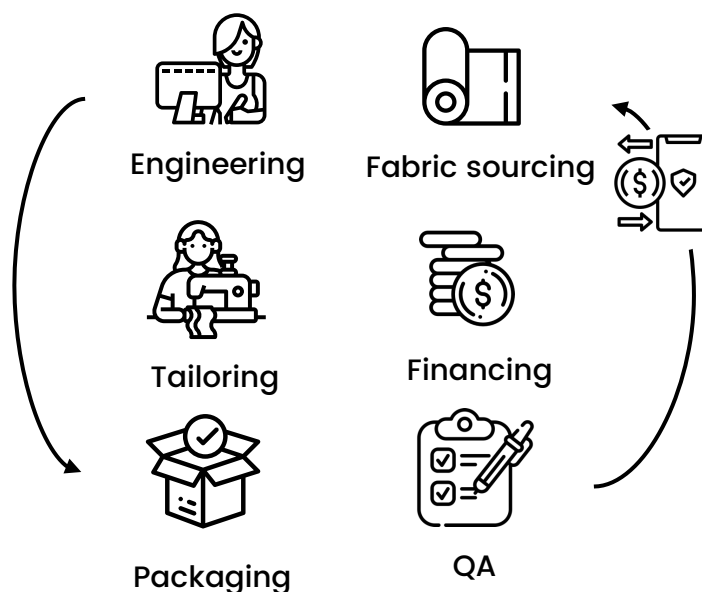 Engineering
Fabric sourcing
$
Tailoring
Financing
$
Packaging
QA